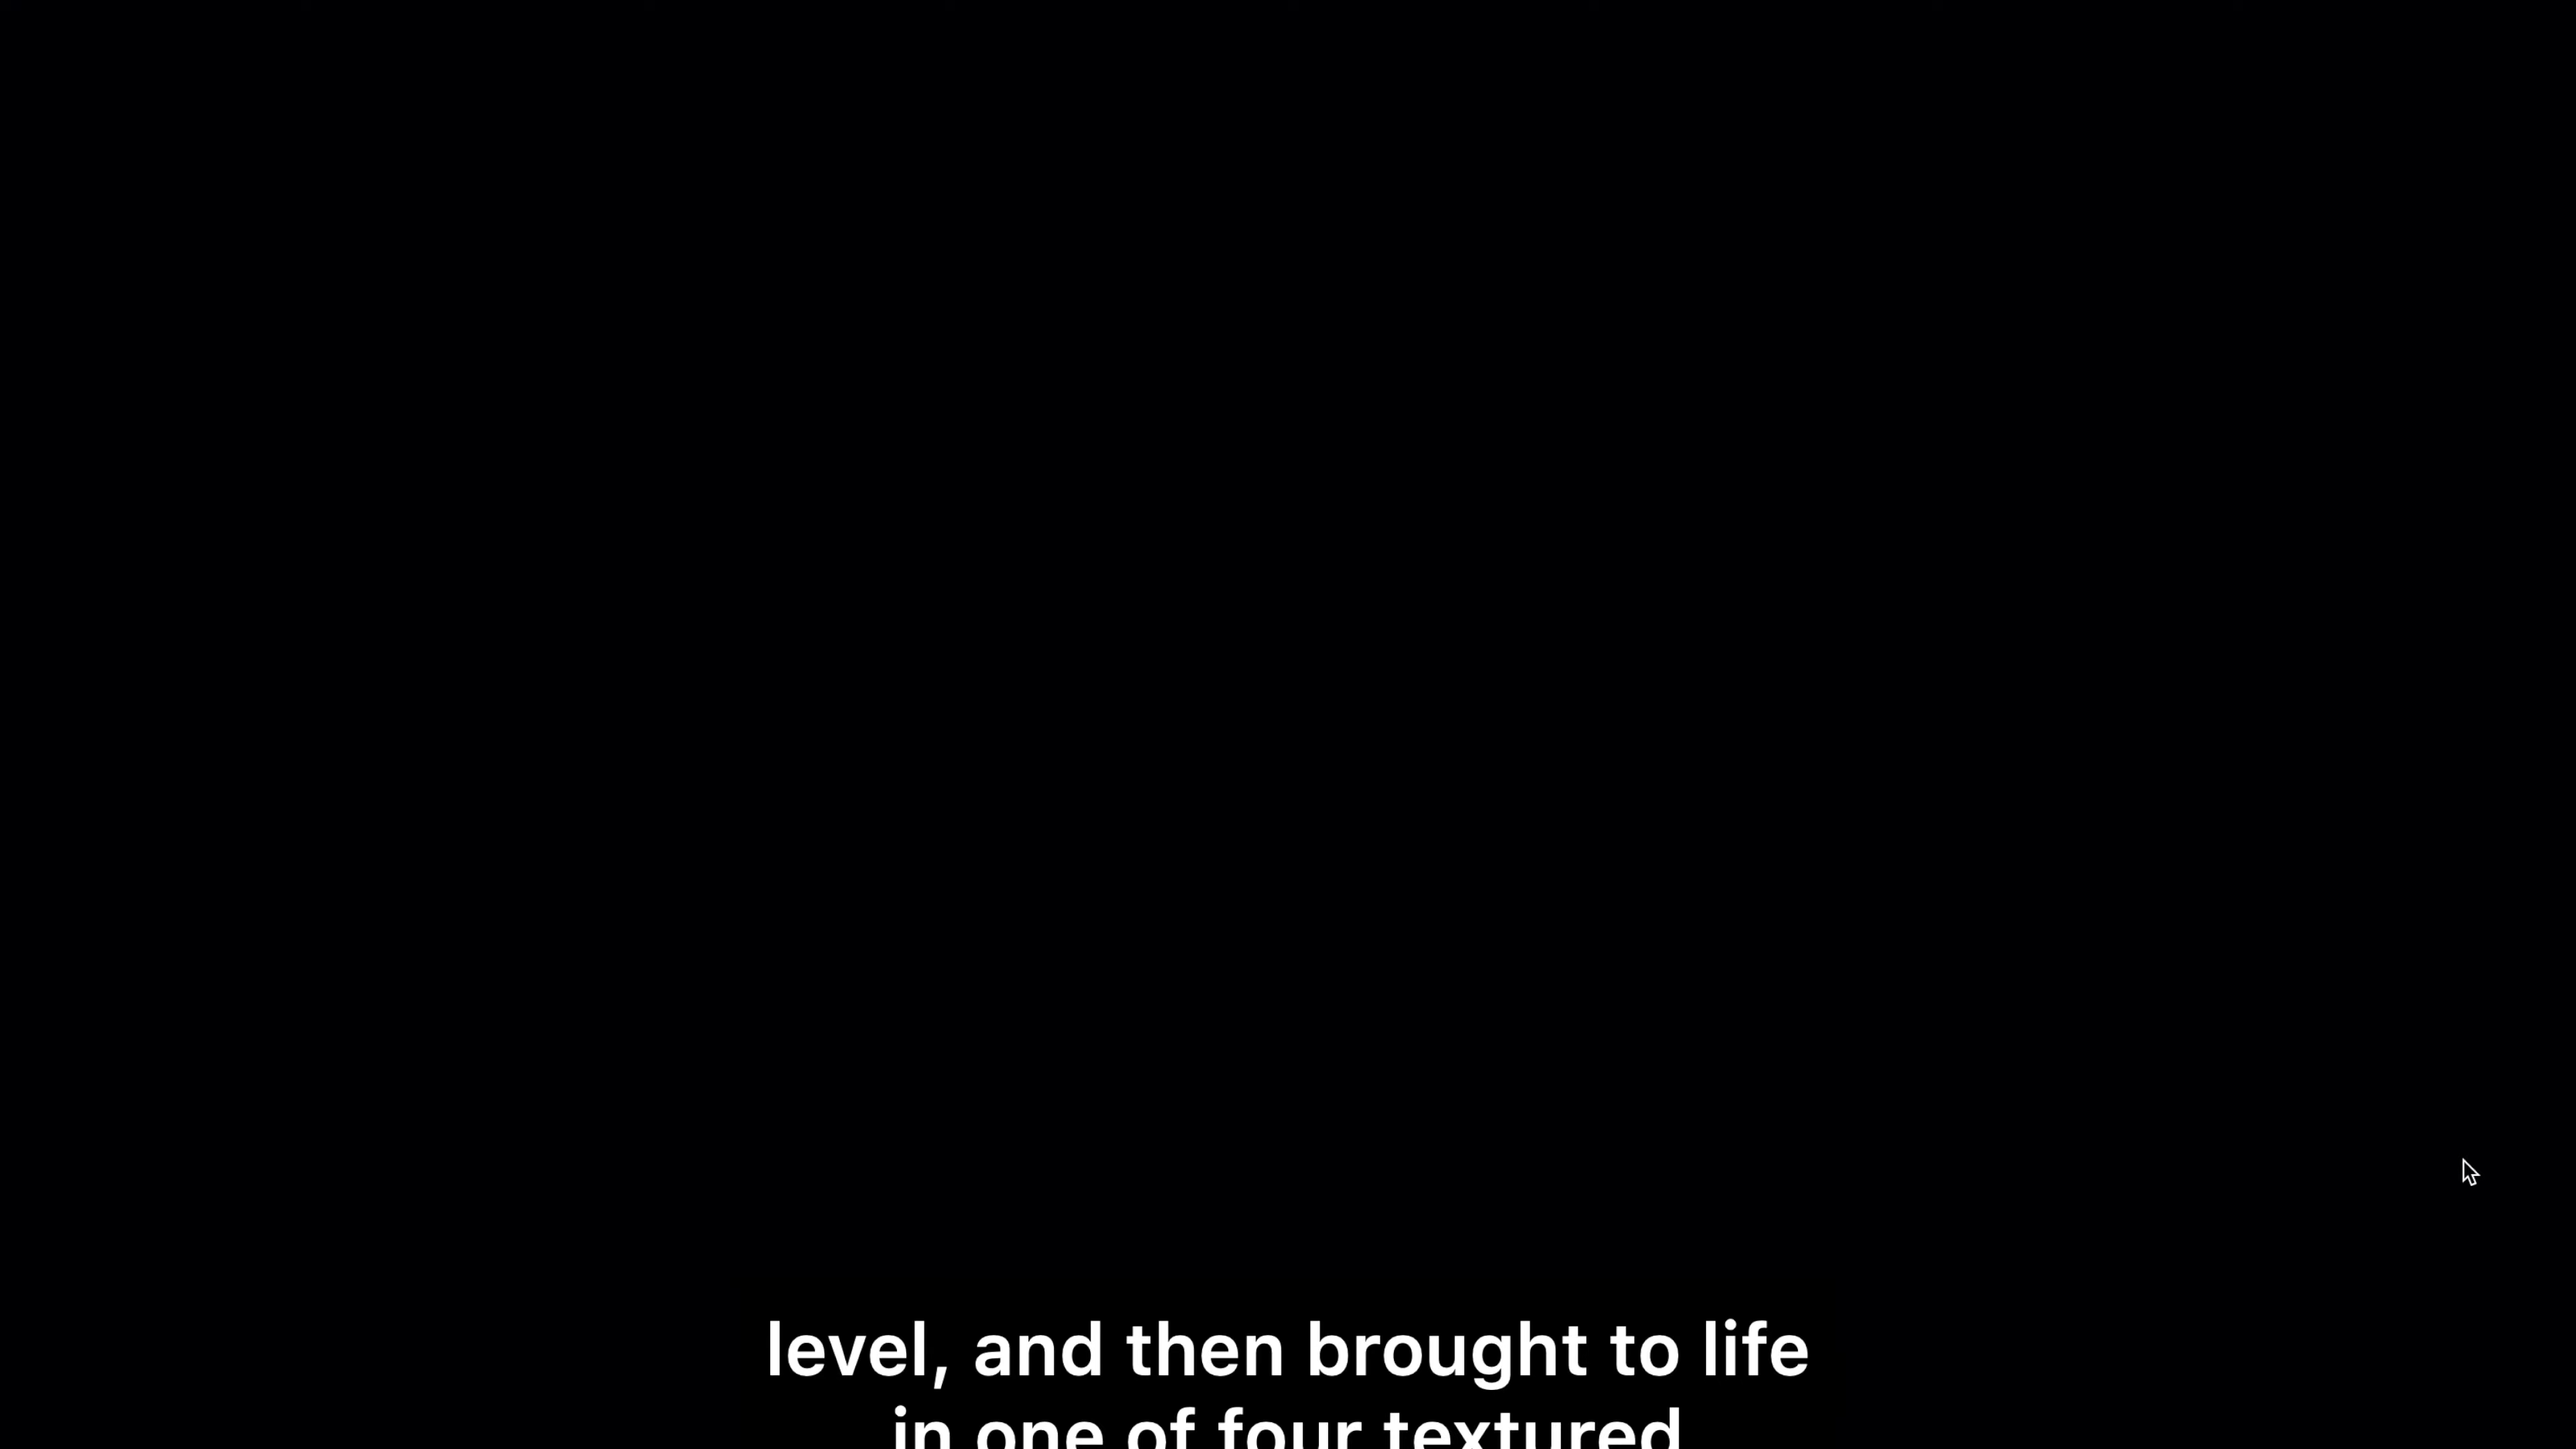 level, and then brought to life
in one of four textured